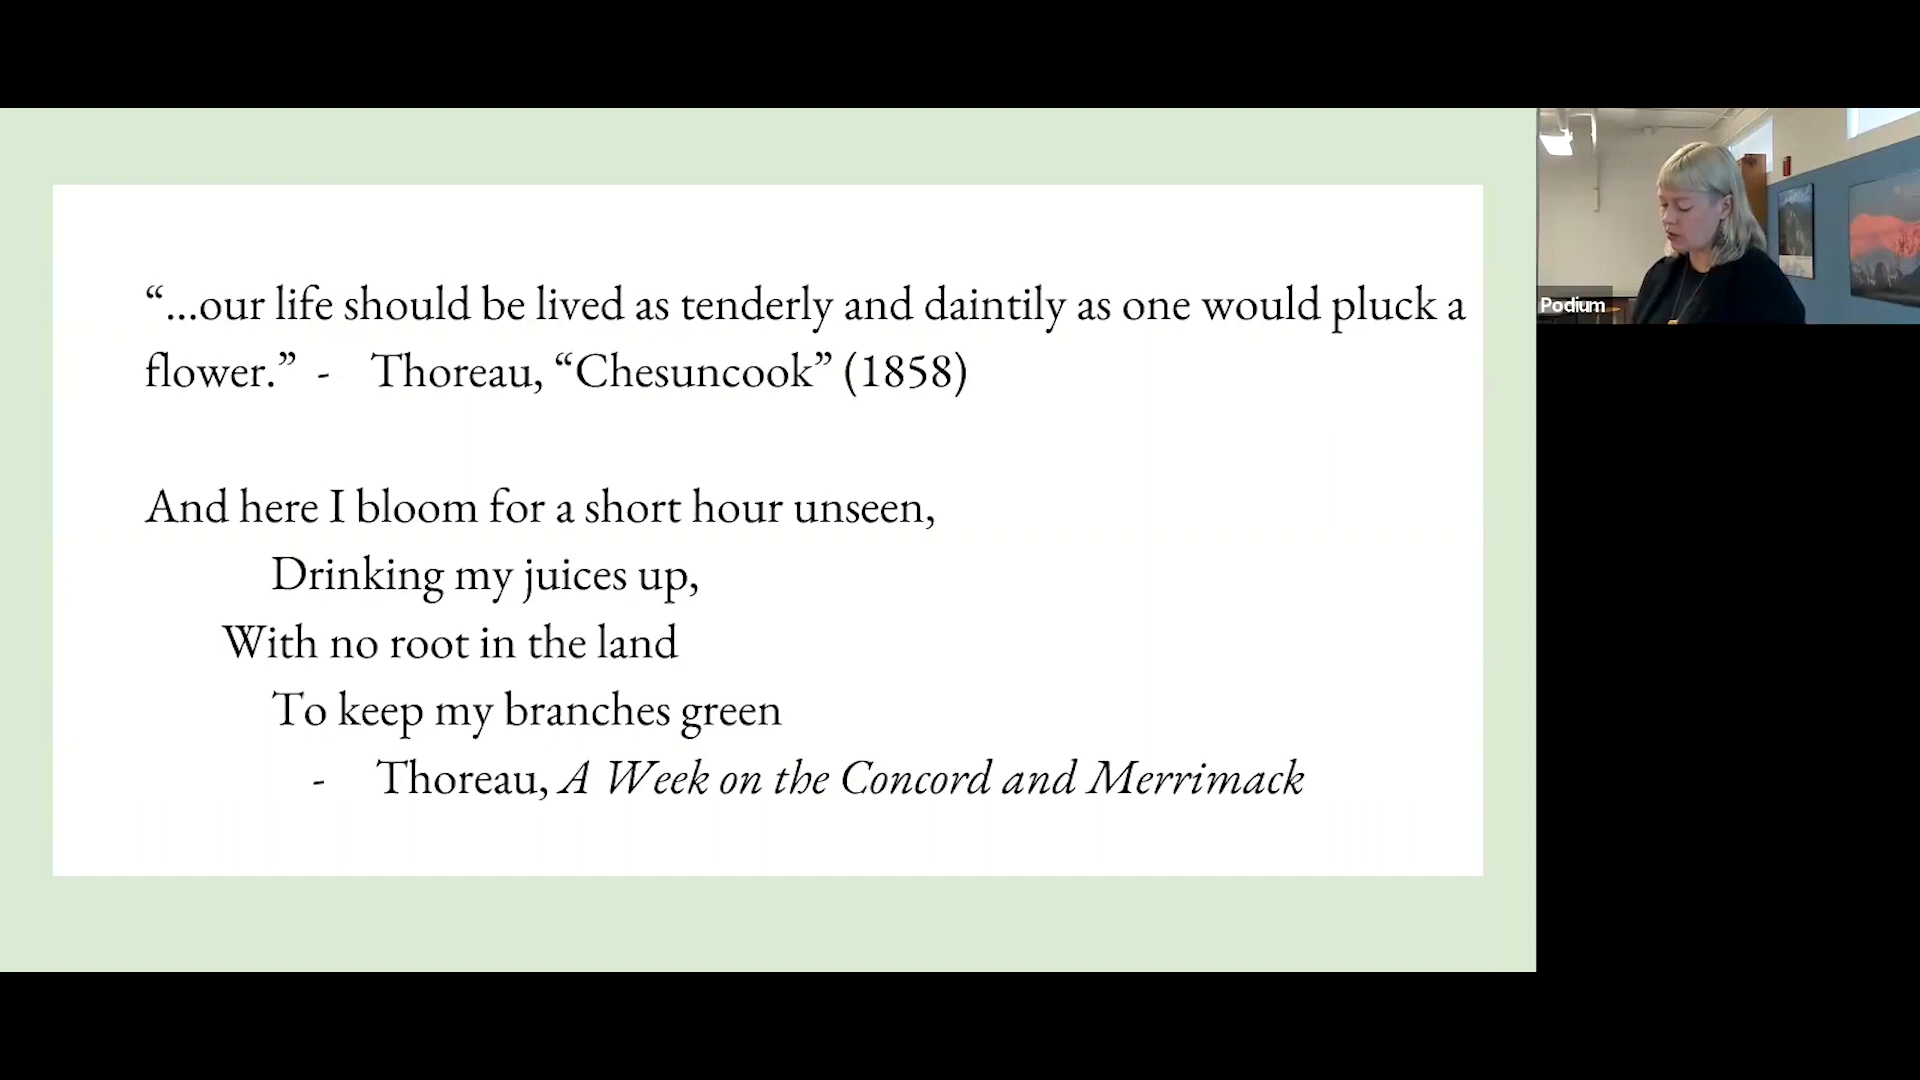 “...our life should be lived as tenderly and daintily as one would pluck a
flower.” - Thoreau, “Chesuncook” (1858)
And here I bloom for a short hour unseen,
Drinking my juices up,
With no root in the land
To keep my branches green
- Thoreau, A Week on the Concord and Merrimack
Podium